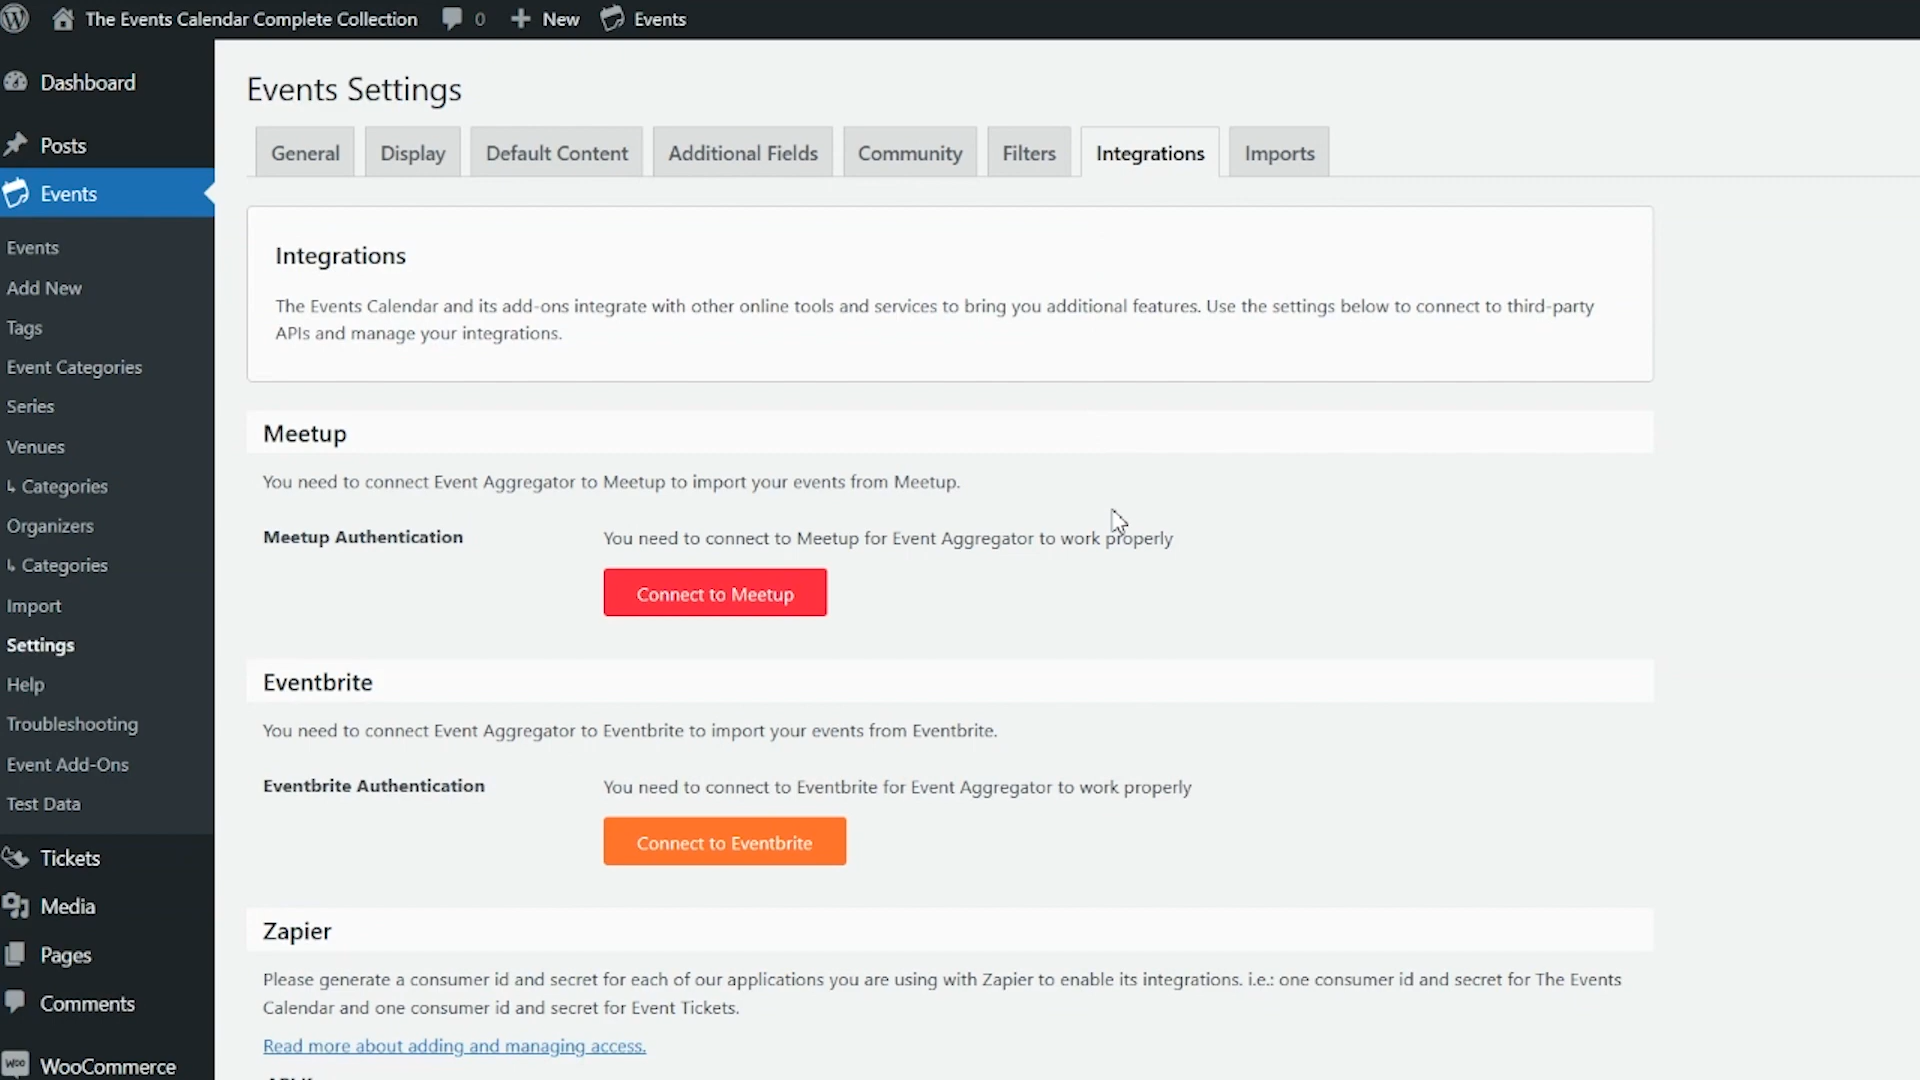 The Events Calendar Complete Collection 0 New Events
Dashboard
Posts
Events
Events
Add New
Tags
Event Categories
Series
Venues
↳ Categories
Organizers
↳ Categories
Import
Settings
Help
Troubleshooting
Event Add-Ons
Test Data
Tickets
Media
Pages
Comments
Woo WooCommerce
Events Settings
General Display Default Content Additional Fields Community Filters Integrations Imports
Integrations
The Events Calendar and its add-ons integrate with other online tools and services to bring you additional features. Use the settings below to connect to third-party
APIs and manage your integrations.
Meetup
You need to connect Event Aggregator to Meetup to import your events from Meetup.
Meetup Authentication You need to connect to Meetup for Event Aggregator to work properly
Connect to Meetup
Eventbrite
You need to connect Event Aggregator to Eventbrite to import your events from Eventbrite.
Eventbrite Authentication You need to connect to Eventbrite for Event Aggregator to work properly
Connect to Eventbrite
Zapier
Please generate a consumer id and secret for each of our applications you are using with Zapier to enable its integrations. i.e.: one consumer id and secret for The Events
Calendar and one consumer id and secret for Event Tickets.
Read more about adding and managing access.